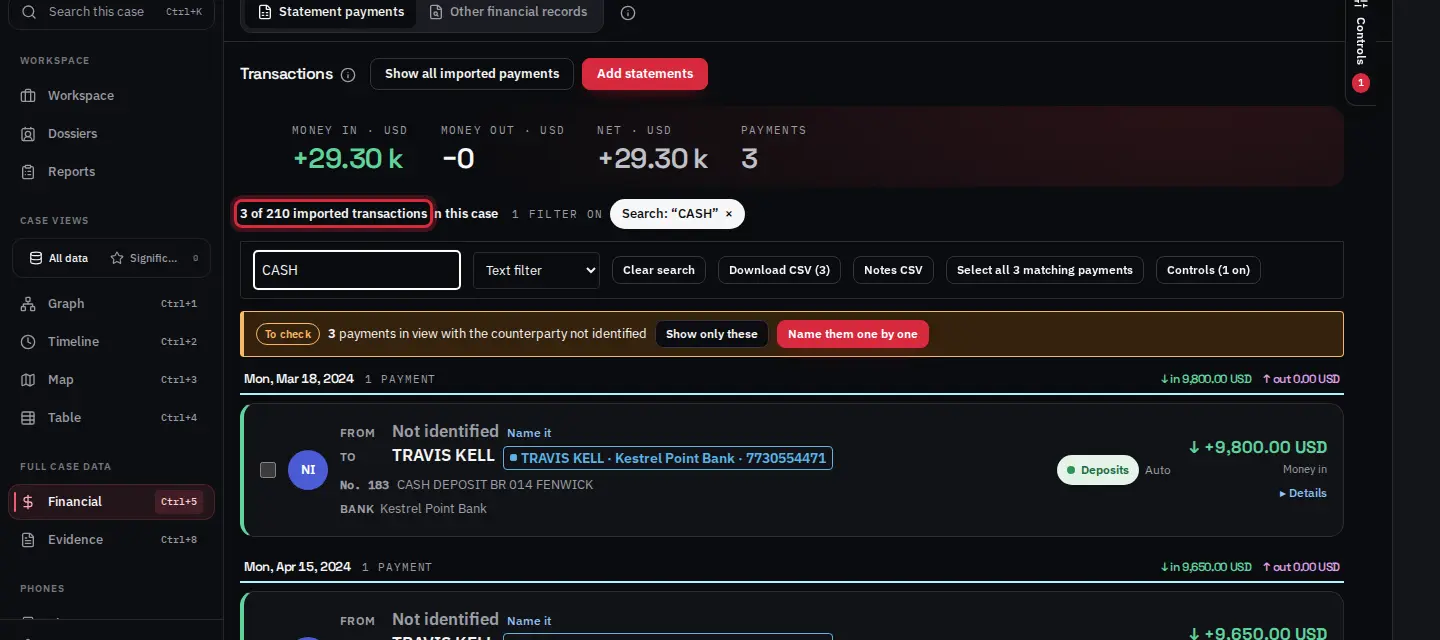 Search this case Ctrl+K
Statement payments Other financial records
Controls
1
WORKSPACE
Workspace
Dossiers
Reports
CASE VIEWS
All data Signific... 0
Graph Ctrl+1
Timeline Ctrl+2
Map Ctrl+3
Table Ctrl+4
FULL CASE DATA
Financial Ctrl+5
Evidence Ctrl+8
PHONES
Transactions Show all imported payments Add statements
MONEY IN · USD MONEY OUT · USD NET · USD PAYMENTS
+29.30 k −0 +29.30 k 3
3 of 210 imported transactions n this case 1 FILTER ON Search: “CASH” ×
CASH Text filter Clear search Download CSV (3) Notes CSV Select all 3 matching payments Controls (1 on)
To check 3 payments in view with the counterparty not identified Show only these Name them one by one
Mon, Mar 18, 2024 1 PAYMENT ↓ in 9,800.00 USD ↑ out 0.00 USD
NI
FROM Not identified Name it
TO TRAVIS KELL TRAVIS KELL · Kestrel Point Bank · 7730554471
No. 183 CASH DEPOSIT BR 014 FENWICK
BANK Kestrel Point Bank
Deposits Auto
↓ +9,800.00 USD
Money in
▸ Details
Mon, Apr 15, 2024 1 PAYMENT ↓ in 9,650.00 USD ↑ out 0.00 USD
FROM Not identified Name it
TRAVIS KELL
↓ +9,650.00 USD